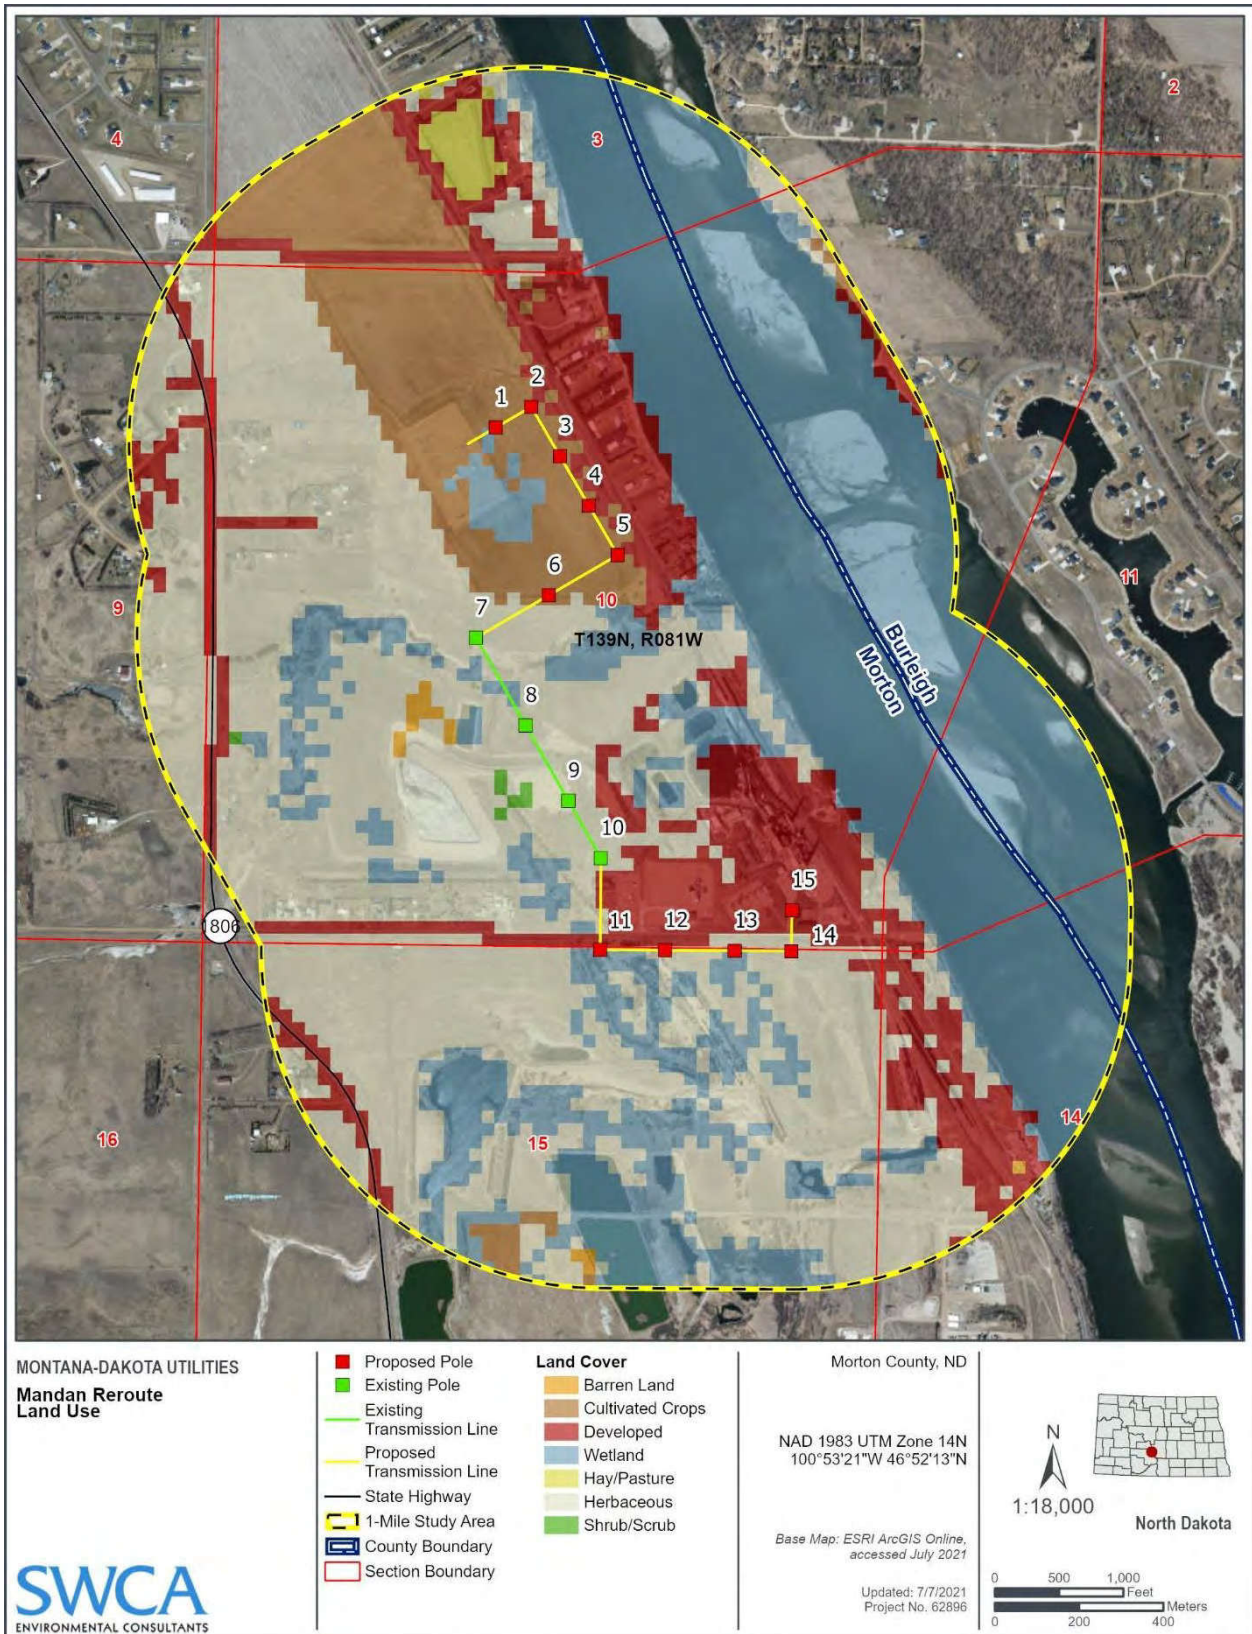 2
4
3
1
2
3
4
5
6
10
7
T139N, R081W
11
9
Burleigh
Morton
8
9
10
15
1806
11
12
13
14
14
16
15
MONTANA-DAKOTA UTILITIES
Mandan Reroute
Land Use
SWCA
ENVIRONMENTAL CONSULTANTS
Proposed Pole
Existing Pole
Existing
Transmission Line
Proposed
Transmission Line
State Highway
1-Mile Study Area
County Boundary
Section Boundary
Land Cover
Barren Land
Cultivated Crops
Developed
Wetland
Hay/Pasture
Herbaceous
Shrub/Scrub
Morton County, ND
NAD 1983 UTM Zone 14N
100°53'21"W 46°52'13"N
Base Map: ESRI ArcGIS Online,
accessed July 2021
Updated: 7/7/2021
Project No. 62896
N
1:18,000
North Dakota
0 500 1,000
Feet
Meters
0 200 400